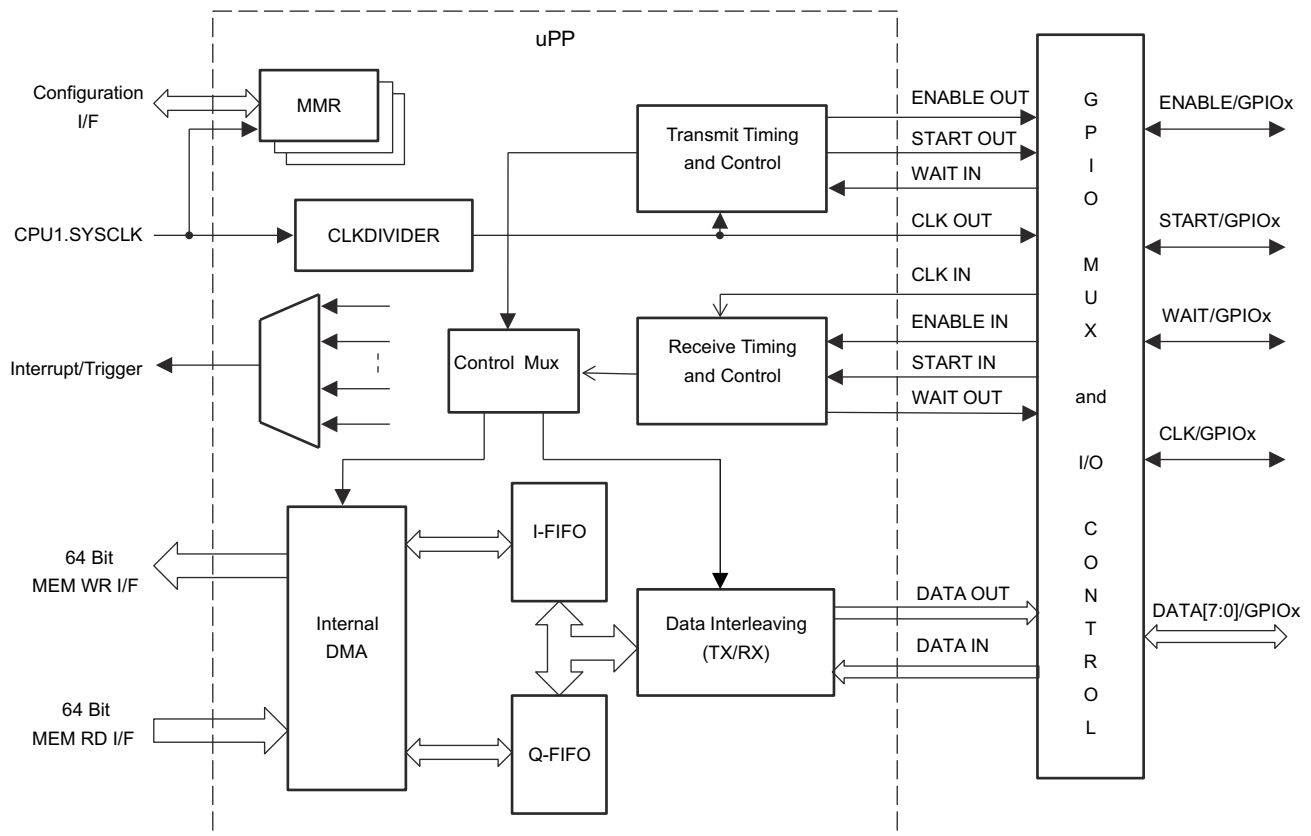 uPP
Configuration
I/F
MMR
CPU1.SYSCLK
CLKDIVIDER
Interrupt/Trigger
Transmit Timing
and Control
Control Mux
Receive Timing
and Control
ENABLE OUT
START OUT
WAIT IN
CLK OUT
CLK IN
ENABLE IN
START IN
WAIT OUT
64 Bit
MEM WR I/F
64 Bit
MEM RD I/F
Internal
DMA
I-FIFO
Q-FIFO
Data Interleaving
(TX/RX)
DATA OUT
DATA IN
G
P
I
O
M
U
X
and
I/O
C
O
N
T
R
O
L
ENABLE/GPIOx
START/GPIOx
WAIT/GPIOx
CLK/GPIOx
DATA[7:0]/GPIOx